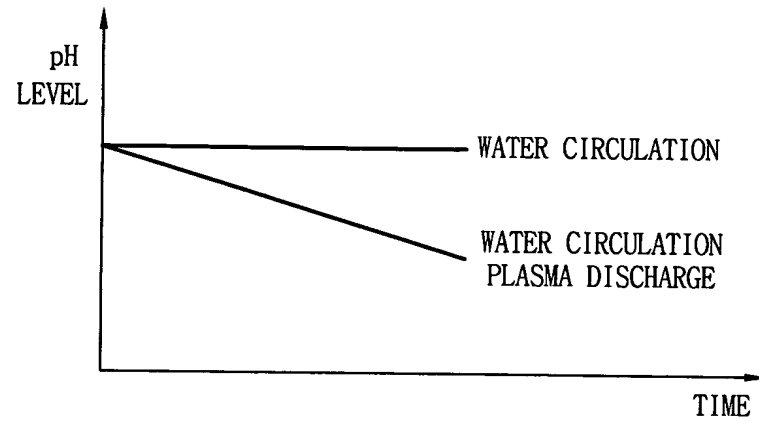 pH
LEVEL
WATER CIRCULATION
WATER CIRCULATION
PLASMA DISCHARGE
TIME